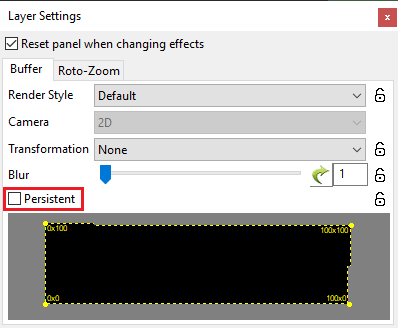 Layer Settings
x
Reset panel when changing effects
Buffer Roto-Zoom
Render Style Default
Camera 2D
Transformation None
Blur 1
Persistent
0x100 100x100
0x0 100x0